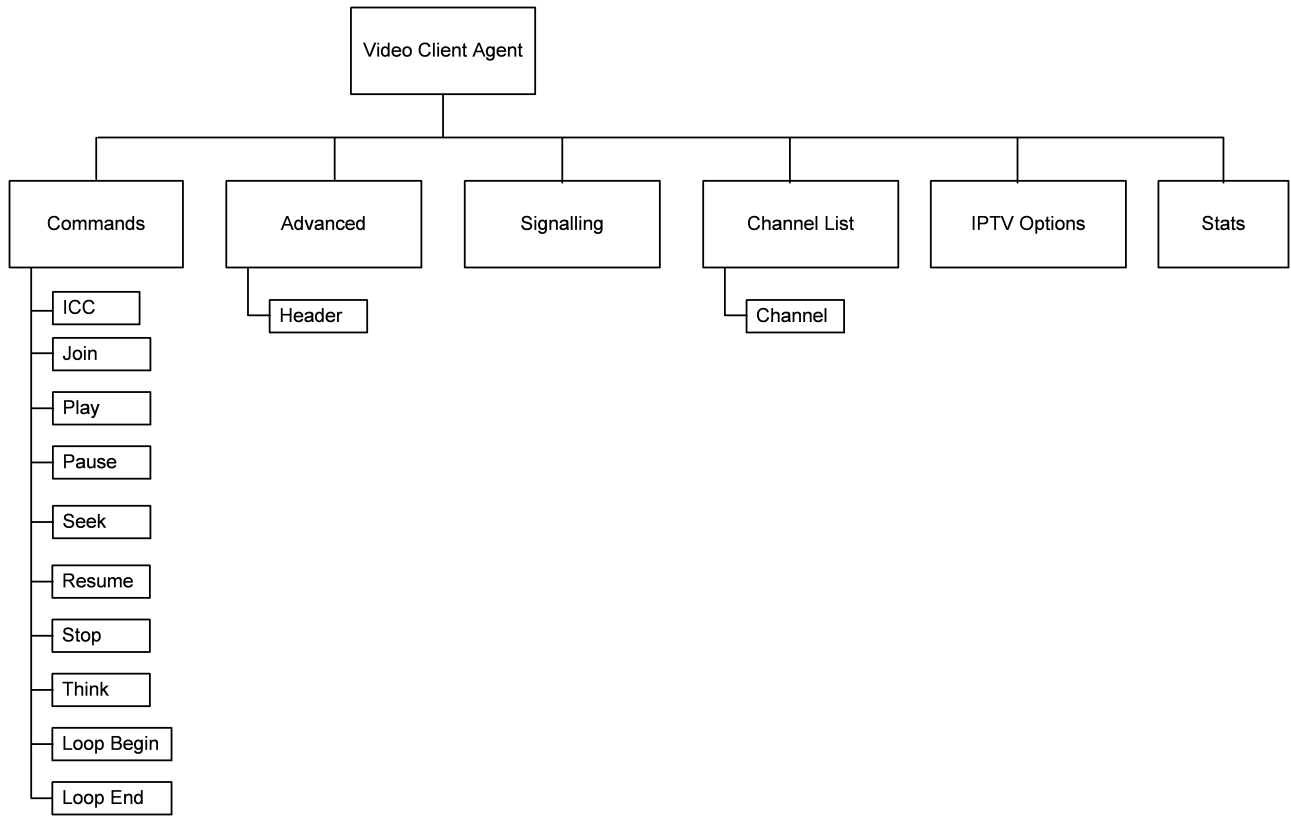 Video Client Agent
Commands
Advanced
Signalling
Channel List
IPTV Options
Stats
ICC
Join
Play
Pause
Seek
Resume
Stop
Think
Loop Begin
Loop End
Header
Channel